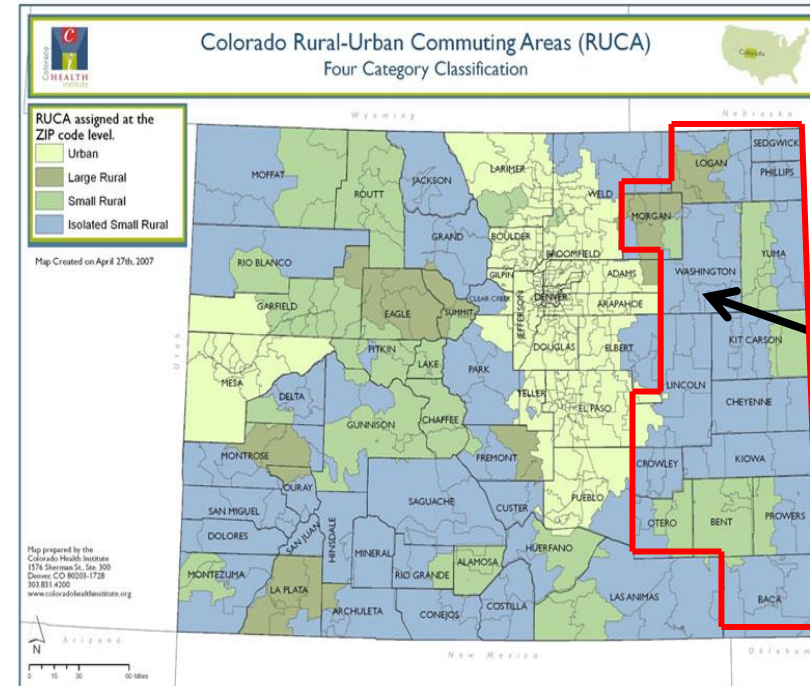 Colorado
C
i
HEALTH
Institute
Colorado Rural-Urban Commuting Areas (RUCA)
Four Category Classification
Colorado
RUCA assigned at the
ZIP code level.
Urban
Large Rural
Small Rural
Isolated Small Rural
Map Created on April 27th, 2007
Wyoming
Nebraska
Utah
MOFFAT
ROUTT
JACKSON
LARIMER
WELD
LOGAN
SEDGWICK
PHILLIPS
MORGAN
RIO BLANCO
GRAND
BOULDER
BROOMFIELD
WASHINGTON
YUMA
GILPIN
ADAMS
GARFIELD
EAGLE
SUMMIT
CLEAR CREEK
JEFFERSON
DENVER
ARAPAHOE
PITKIN
LAKE
PARK
DOUGLAS
ELBERT
KIT CARSON
MESA
DELTA
LINCOLN
GUNNISON
CHAFFEE
TELLER
EL PASO
CHEYENNE
MONTROSE
FREMONT
CROWLEY
KIOWA
OURAY
SAN MIGUEL
SAGUACHE
CUSTER
PUEBLO
DOLORES
SAN JUAN
HINSDALE
MINERAL
OTERO
BENT
PROWERS
HUERFANO
MONTEZUMA
RIO GRANDE
ALAMOSA
LA PLATA
ARCHULETA
CONEJOS
COSTILLA
LAS ANIMAS
BACA
Map prepared by the
Colorado Health Institute
1576 Sherman St. Ste. 300
Denver, CO 80203-1728
303.831.4200
www.coloradohealthinstitute.org
N
Arizona
New Mexico
Oklahoma
0 15 30 60 Miles